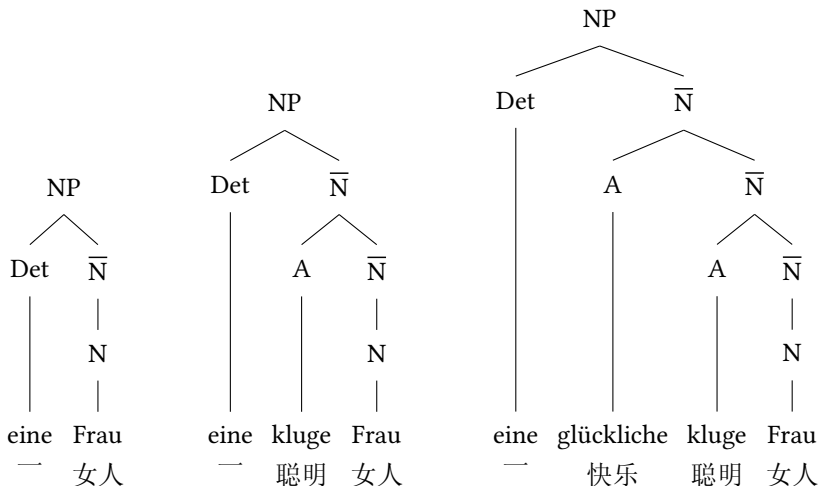 NP
NP
Det N̅
NP
Det N̅
A N̅
Det N̅
A N̅
A N̅
N
N
N
eine Frau eine kluge Frau eine glückliche kluge Frau
一 女人 一 聪明 女人 一 快乐 聪明 女人